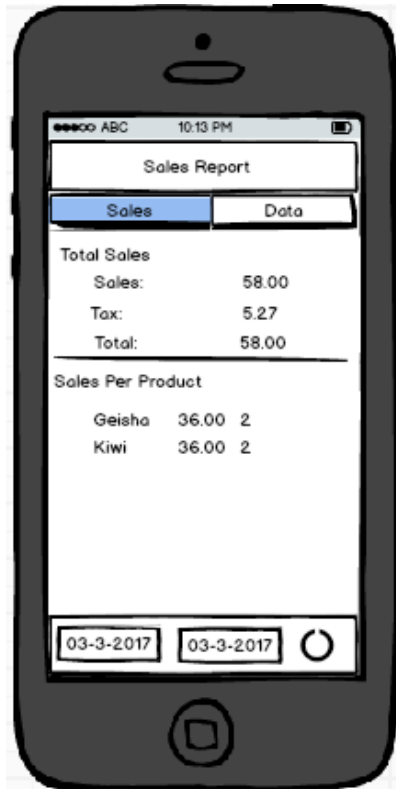 ABC 10:13 PM
Sales Report
Sales Data
Total Sales
Sales: 58.00
Tax: 5.27
Total: 58.00
Sales Per Product
Geisha 36.00 2
Kiwi 36.00 2
03-3-2017 03-3-2017